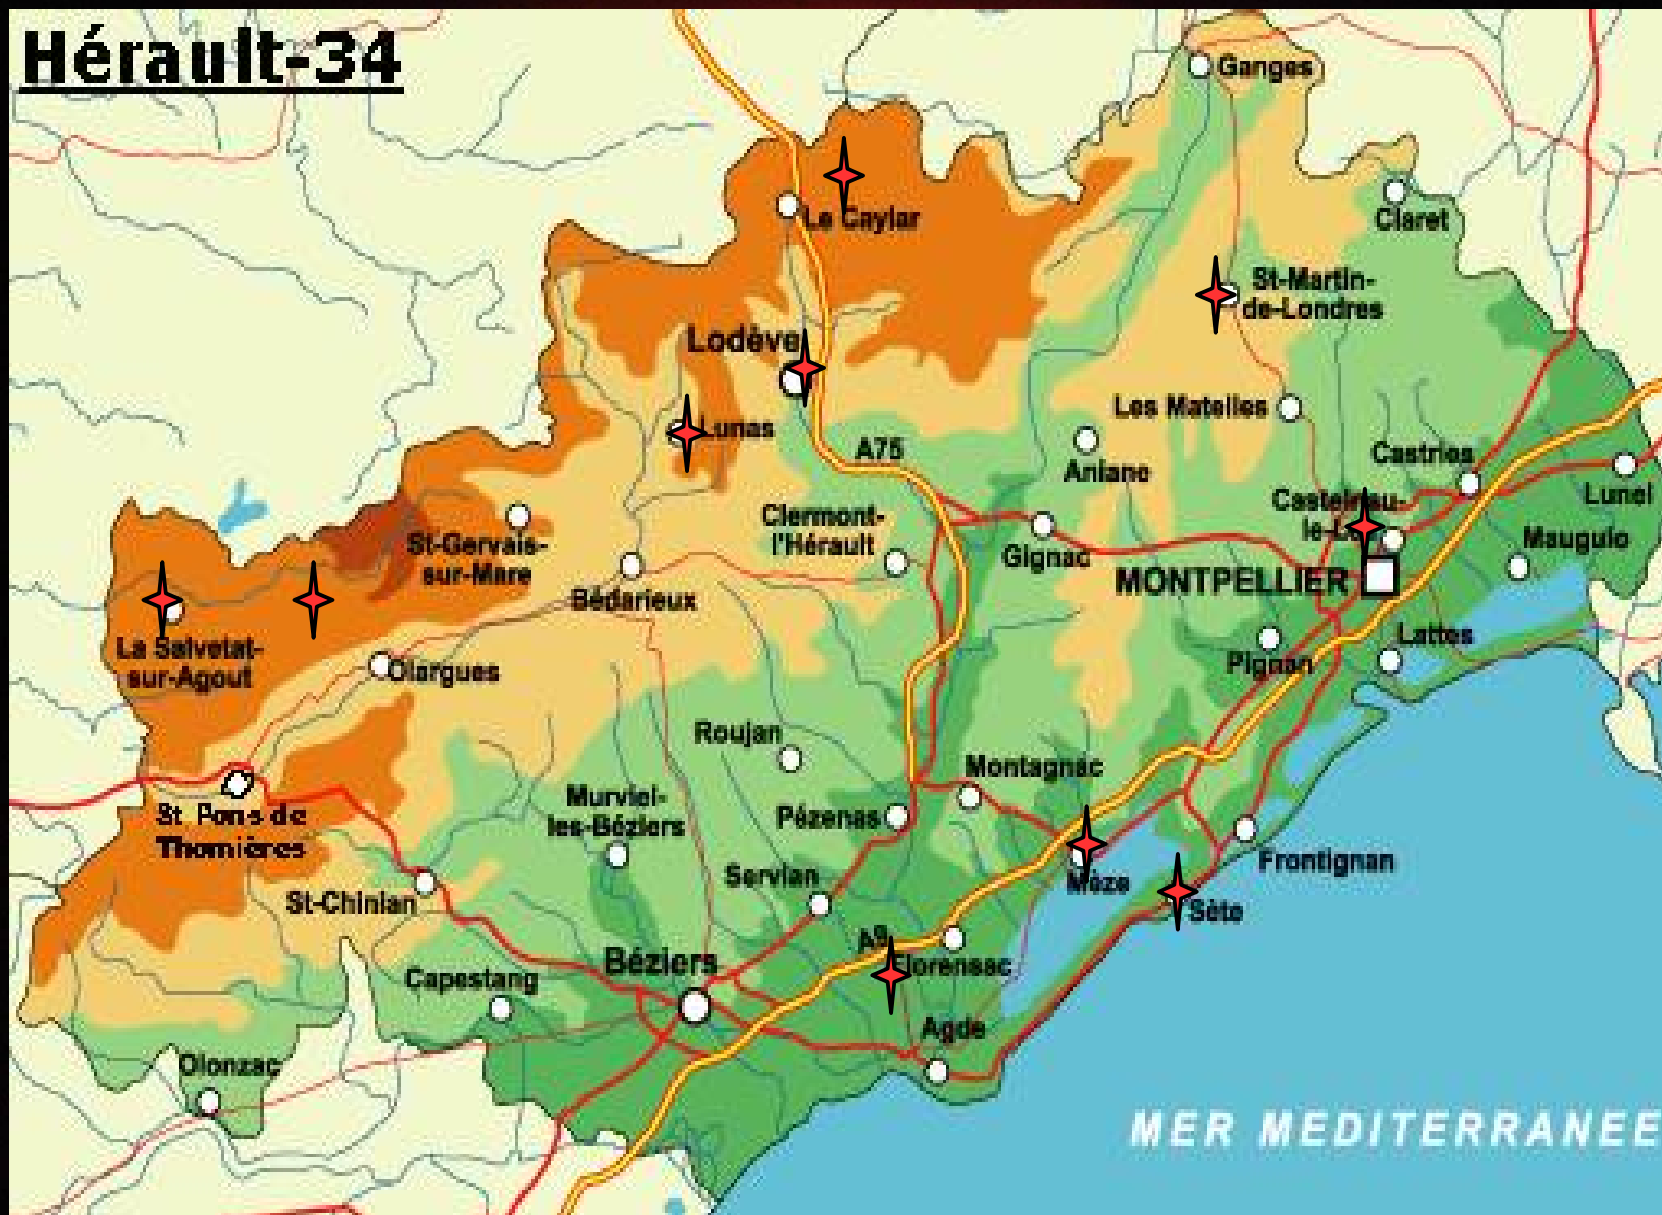 Hérault-34
Ganges
Le Caylar
Claret
St-Martin-
de-Londres
Lodève
Les Matelles
Lunas
A75
Aniane
Castries
Lunel
Castelnau-
le-Lez
Clermont-
l'Hérault
Gignac
Mauguio
St-Gervais-
sur-Mare
MONTPELLIER
Bédarieux
Lattes
La Salvetat-
sur-Agout
Olargues
Pignan
Roujan
Montagnac
Murviel-
les-Béziers
Pézenas
St Pons de
Thomières
Frontignan
Servian
Mèze
St-Chinian
Sète
A9
Béziers
Florensac
Capestang
Agde
Olonzac
MER MEDITERRANEE